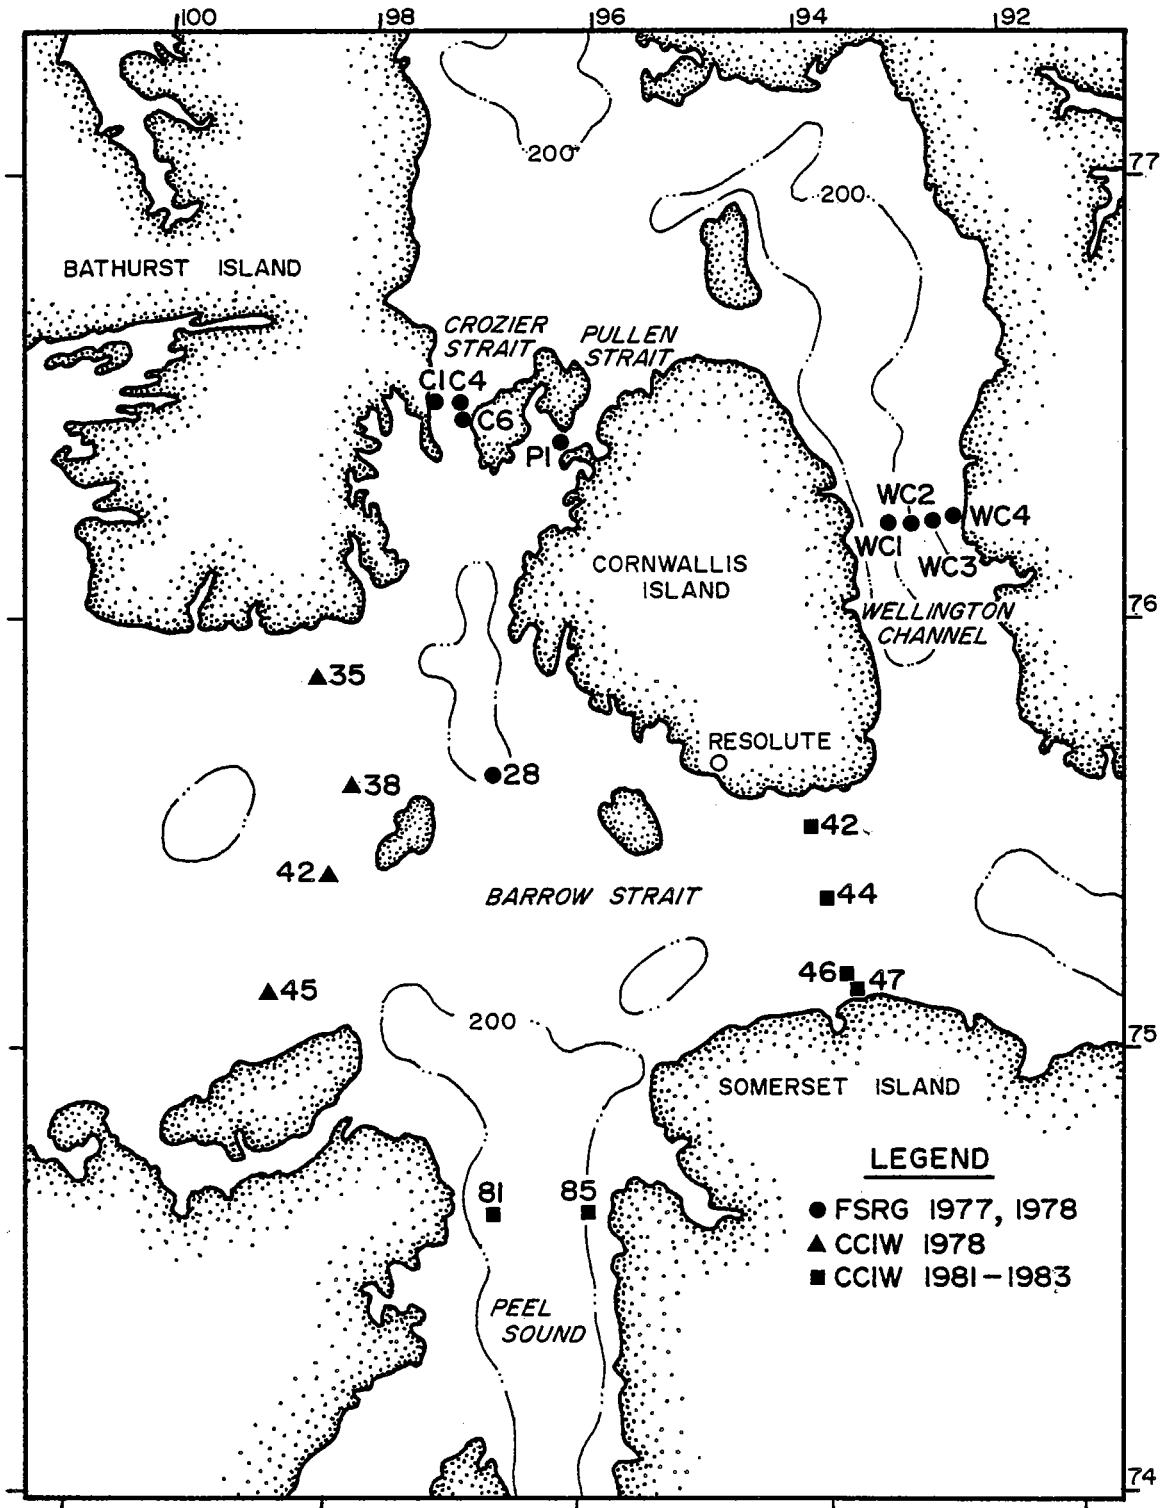 100 98 96 94 92
77
200
200
BATHURST ISLAND
CROZIER
STRAIT
PULLEN
STRAIT
C1 C4
C6
P1
WC2
WC4
WC1
WC3
CORNWALLIS
ISLAND
76
WELLINGTON
CHANNEL
35
RESOLUTE
28
38
42
42
BARROW STRAIT
44
46
47
45
200
75
SOMERSET ISLAND
LEGEND
81
85
FSRG 1977, 1978
CCIW 1978
CCIW 1981-1983
PEEL
SOUND
74